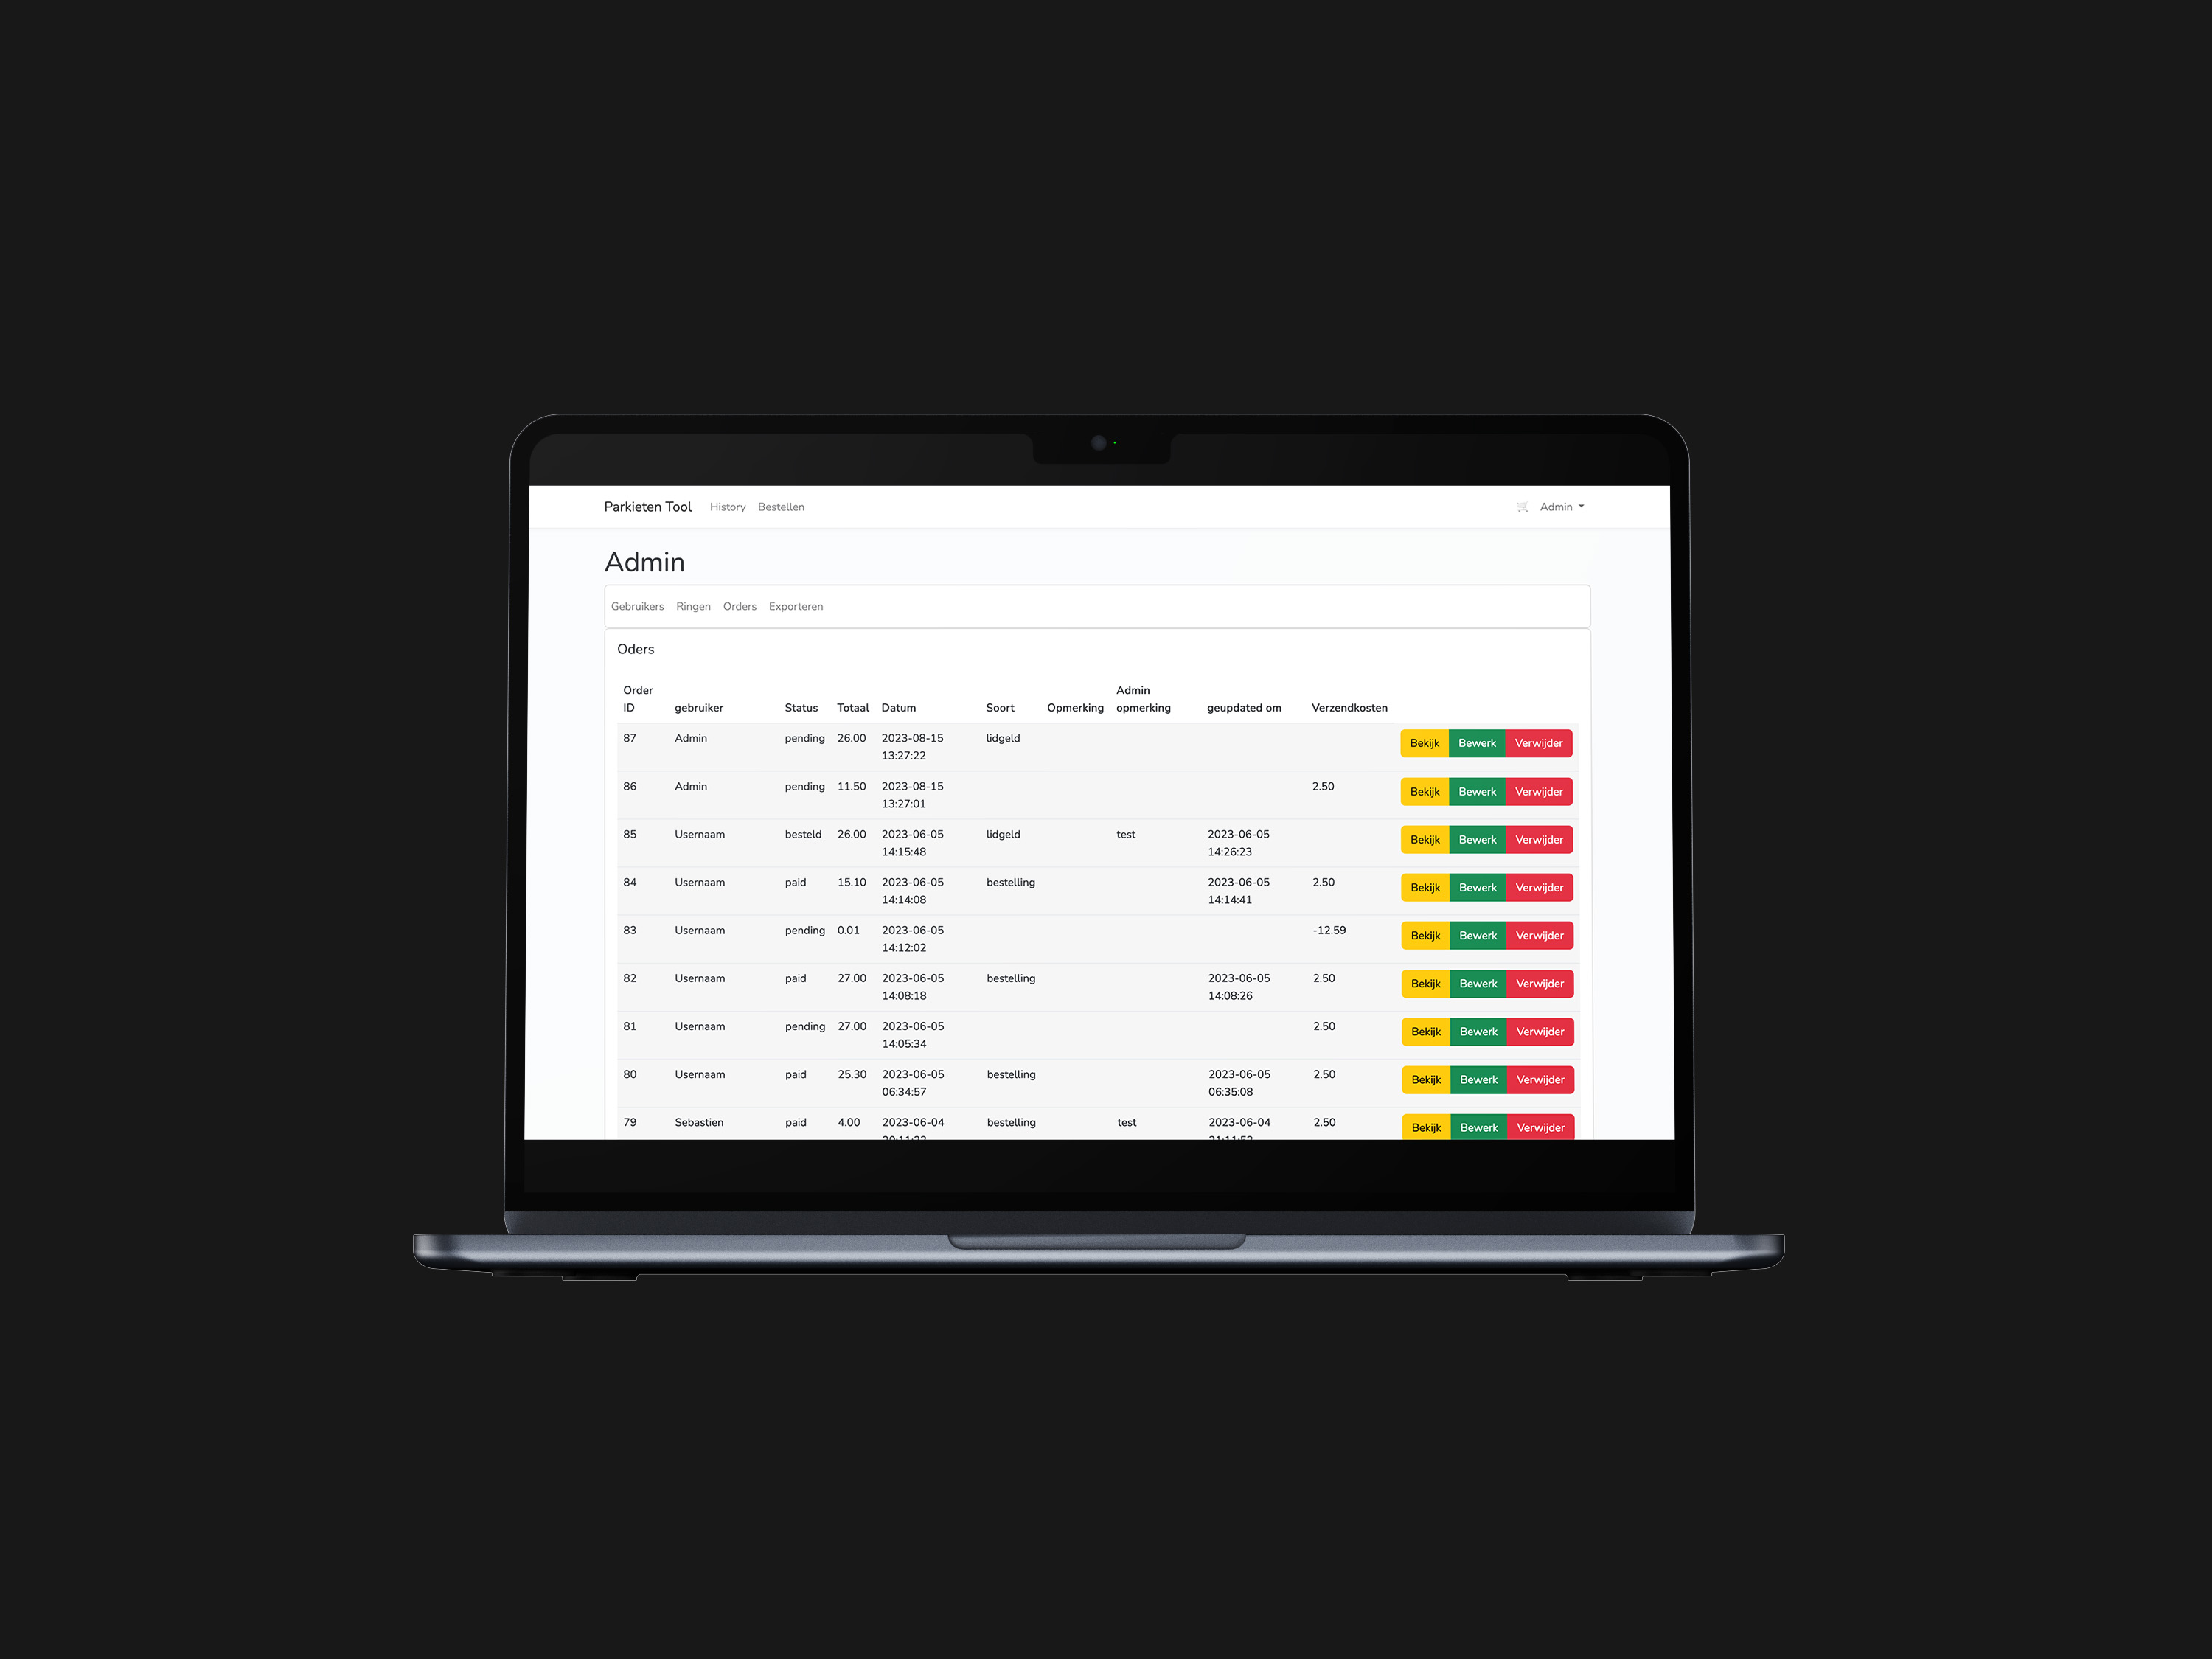 Parkieten Tool History Bestellen Admin
Admin
Gebruikers Ringen Orders Exporteren
Oders
Order ID gebruiker Status Totaal Datum Soort Opmerking Admin opmerking geupdated om Verzendkosten
87 Admin pending 26.00 2023-08-15 13:27:22 lidgeld Bekijk Bewerk Verwijder
86 Admin pending 11.50 2023-08-15 13:27:01 2.50 Bekijk Bewerk Verwijder
85 Usernaam besteld 26.00 2023-06-05 14:15:48 lidgeld test 2023-06-05 14:26:23 Bekijk Bewerk Verwijder
84 Usernaam paid 15.10 2023-06-05 14:14:08 bestelling 2023-06-05 14:14:41 2.50 Bekijk Bewerk Verwijder
83 Usernaam pending 0.01 2023-06-05 14:12:02 -12.59 Bekijk Bewerk Verwijder
82 Usernaam paid 27.00 2023-06-05 14:08:18 bestelling 2023-06-05 14:08:26 2.50 Bekijk Bewerk Verwijder
81 Usernaam pending 27.00 2023-06-05 14:05:34 2.50 Bekijk Bewerk Verwijder
80 Usernaam paid 25.30 2023-06-05 06:34:57 bestelling 2023-06-05 06:35:08 2.50 Bekijk Bewerk Verwijder
79 Sebastien paid 4.00 2023-06-04 bestelling test 2023-06-04 2.50 Bekijk Bewerk Verwijder